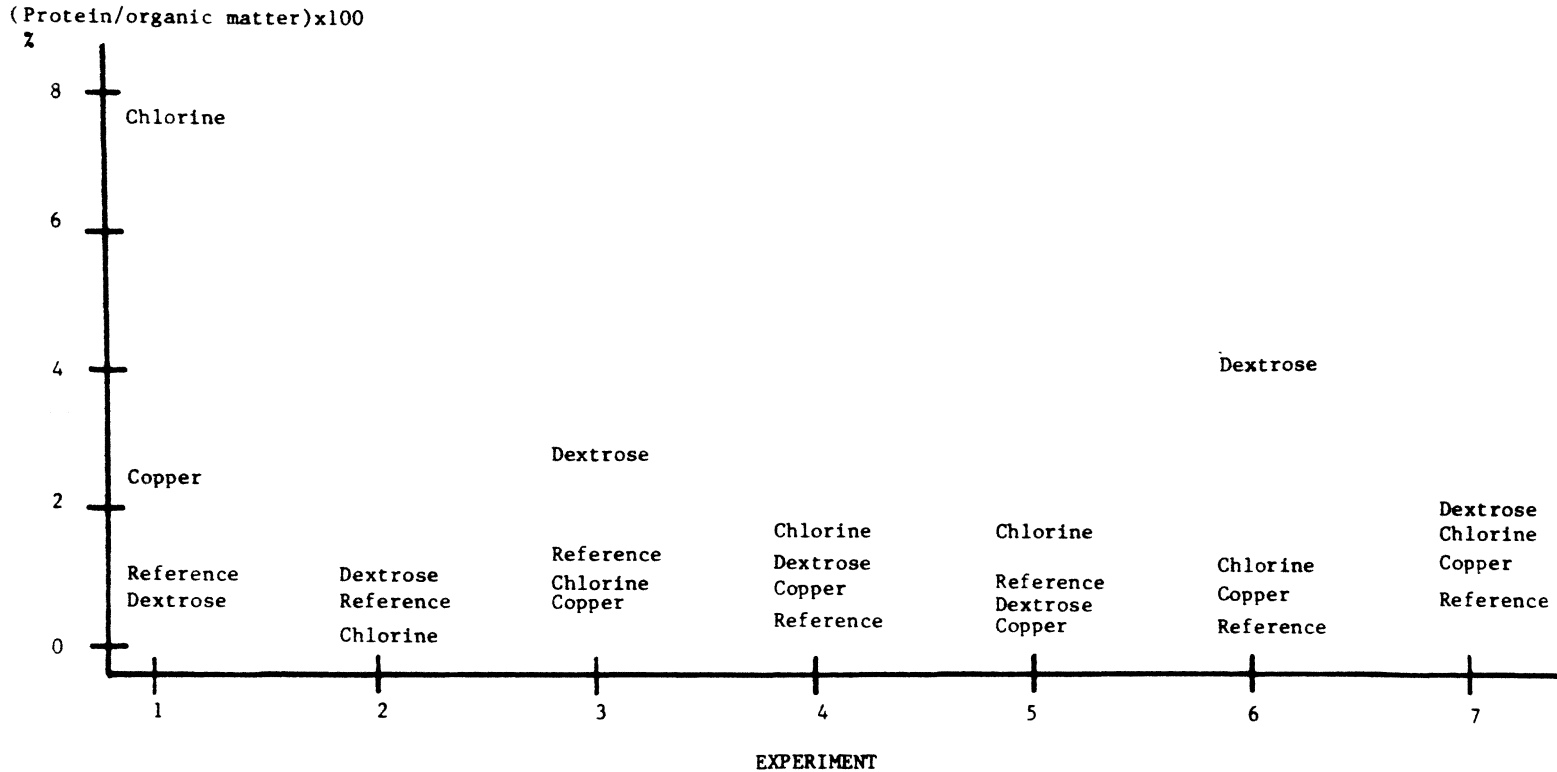 (Protein/organic matter)x100
%
8
Chlorine
6
4
Dextrose
Dextrose
Copper
2
Dextrose
Chlorine
Chlorine
Chlorine
Reference
Dextrose
Chlorine
Copper
Reference
Dextrose
Chlorine
Copper
Reference
Copper
Dextrose
Reference
Copper
Dextrose
Reference
Reference
Copper
Reference
Chlorine
0
1
2
3
4
5
6
7
EXPERIMENT